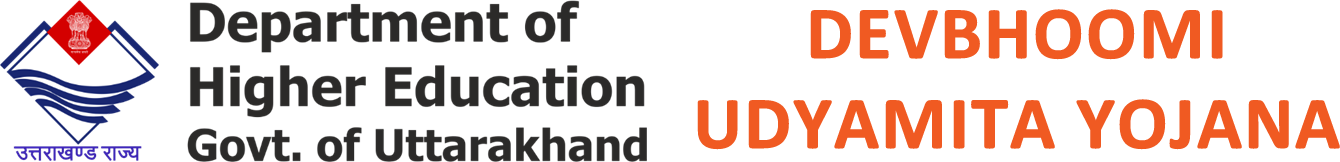 उत्तराखण्ड राज्य
Department of
Higher Education
Govt. of Uttarakhand
DEVBHOOMI
UDYAMITA YOJANA